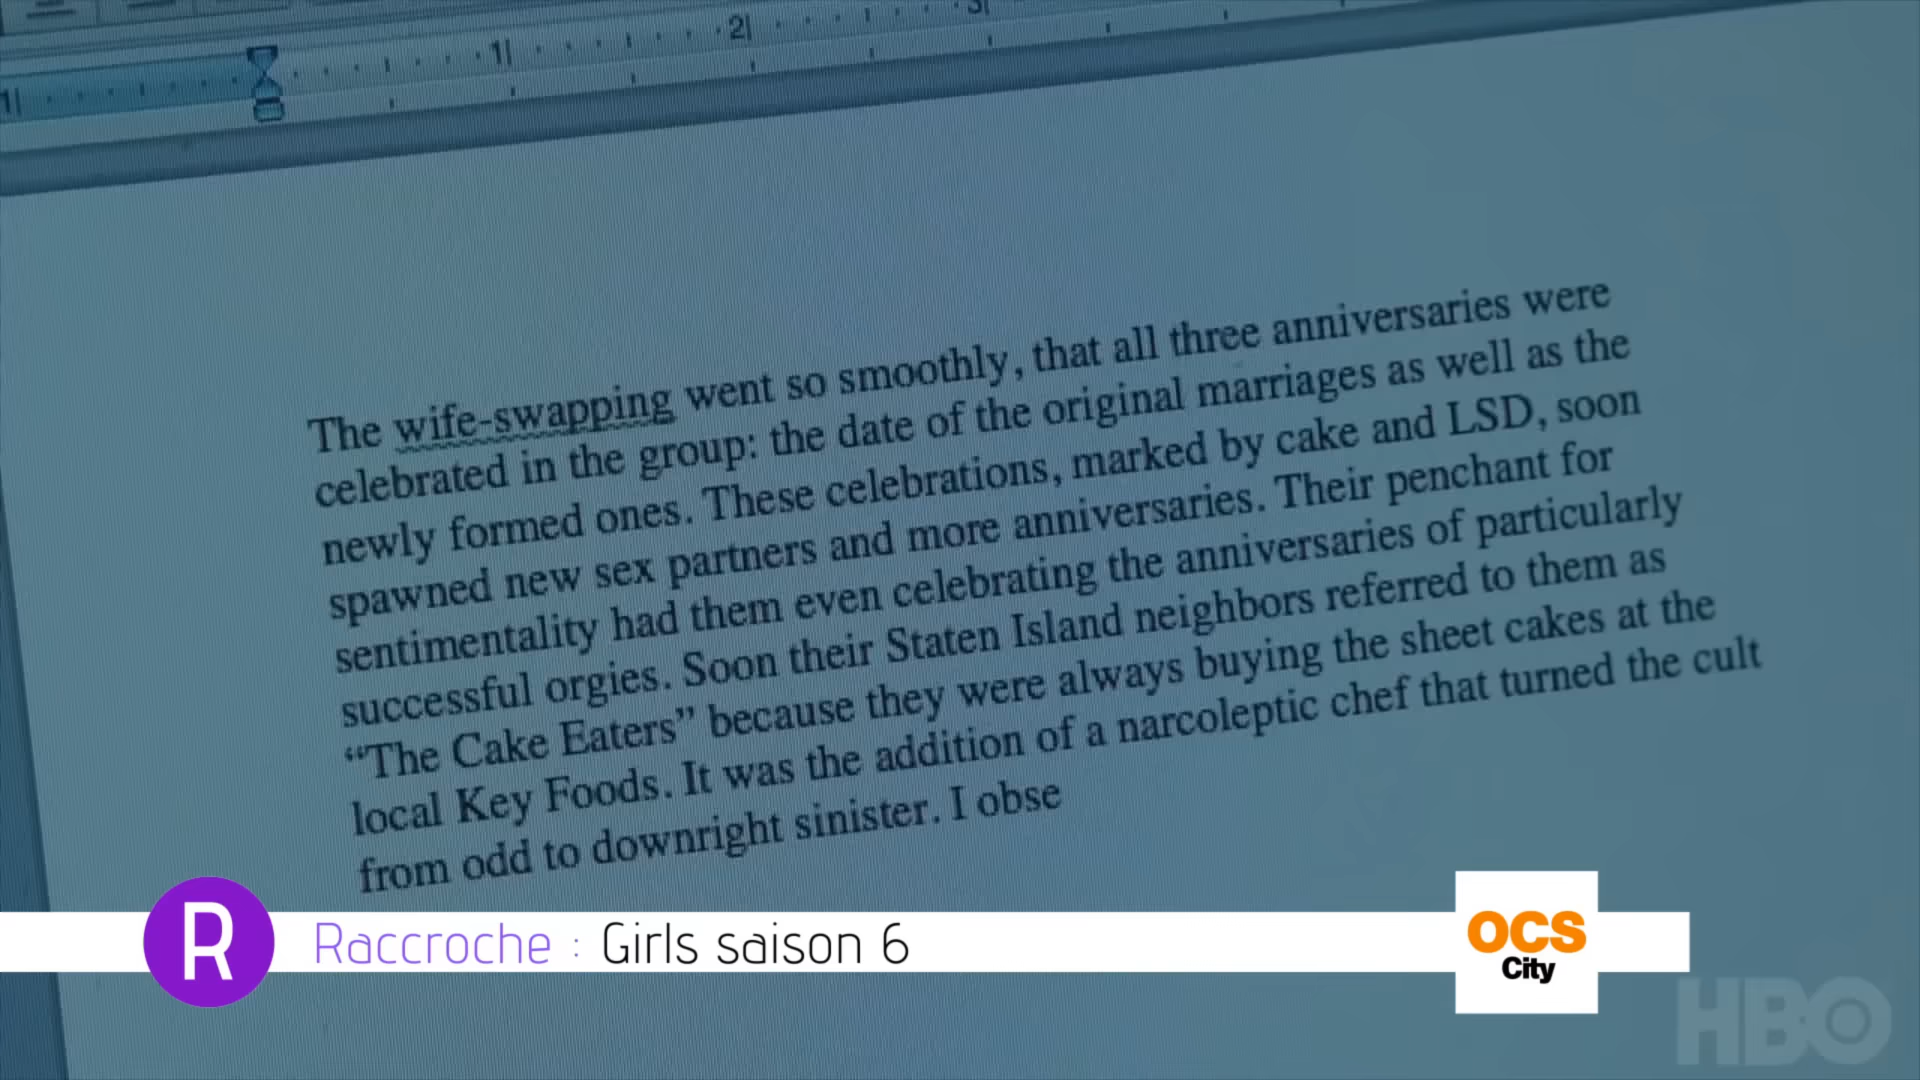 1|
1|
2|
3|
The wife-swapping went so smoothly, that all three anniversaries were
celebrated in the group: the date of the original marriages as well as the
newly formed ones. These celebrations, marked by cake and LSD, soon
spawned new sex partners and more anniversaries. Their penchant for
sentimentality had them even celebrating the anniversaries of particularly
successful orgies. Soon their Staten Island neighbors referred to them as
“The Cake Eaters” because they were always buying the sheet cakes at the
local Key Foods. It was the addition of a narcoleptic chef that turned the cult
from odd to downright sinister. I obse
R
Raccroche : Girls saison 6
OCS
City
HBO